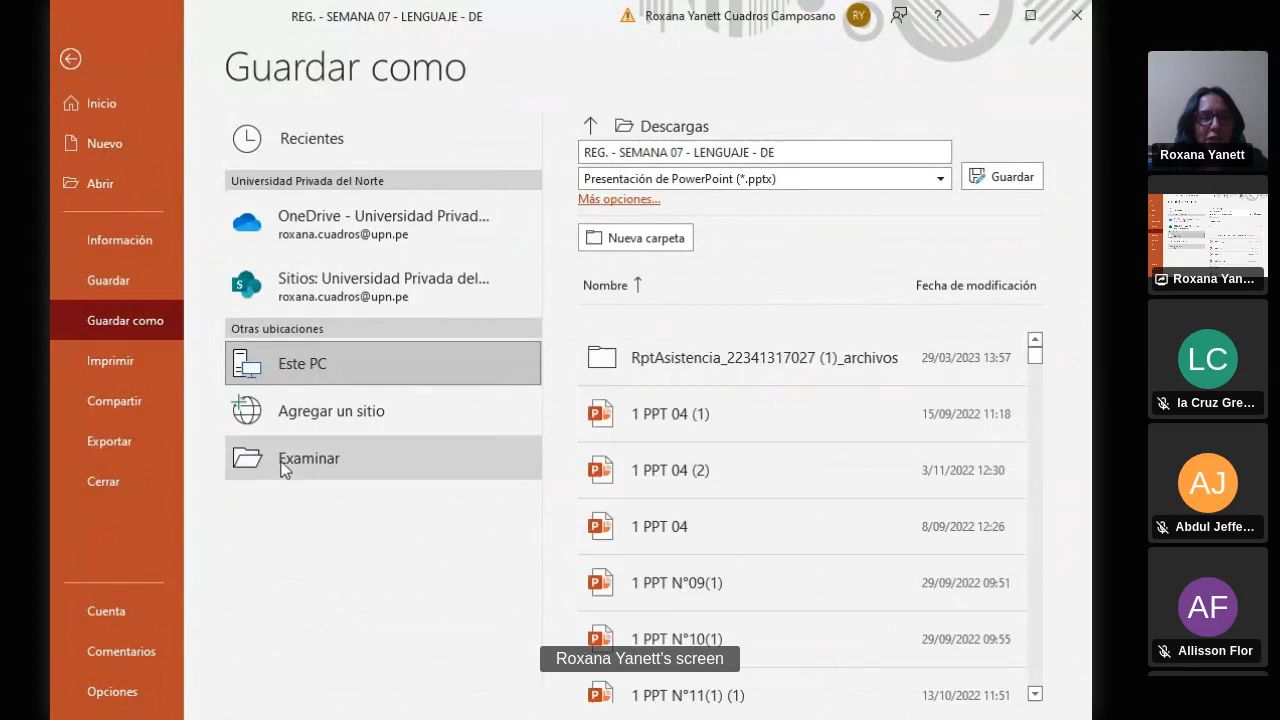 REG. - SEMANA 07 - LENGUAJE - DE
Roxana Yanett Cuadros Camposano
RY
?
Guardar como
Inicio
Nuevo
Abrir
Información
Guardar
Guardar como
Imprimir
Compartir
Exportar
Cerrar
Cuenta
Comentarios
Opciones
Recientes
Universidad Privada del Norte
OneDrive - Universidad Privad...
roxana.cuadros@upn.pe
Sitios: Universidad Privada del...
roxana.cuadros@upn.pe
Otras ubicaciones
Este PC
Agregar un sitio
Examinar
Descargas
REG. - SEMANA 07 - LENGUAJE - DE
Presentación de PowerPoint (*.pptx)
Guardar
Más opciones...
Nueva carpeta
Nombre
Fecha de modificación
RptAsistencia_22341317027 (1)_archivos 29/03/2023 13:57
1 PPT 04 (1) 15/09/2022 11:18
1 PPT 04 (2) 3/11/2022 12:30
1 PPT 04 8/09/2022 12:26
1 PPT N°09(1) 29/09/2022 09:51
1 PPT N°10(1) 29/09/2022 09:55
1 PPT N°11(1) (1) 13/10/2022 11:51
Roxana Yanett's screen
Roxana Yanett
Roxana Yan...
LC
la Cruz Gre...
AJ
Abdul Jeffe...
AF
Allisson Flor